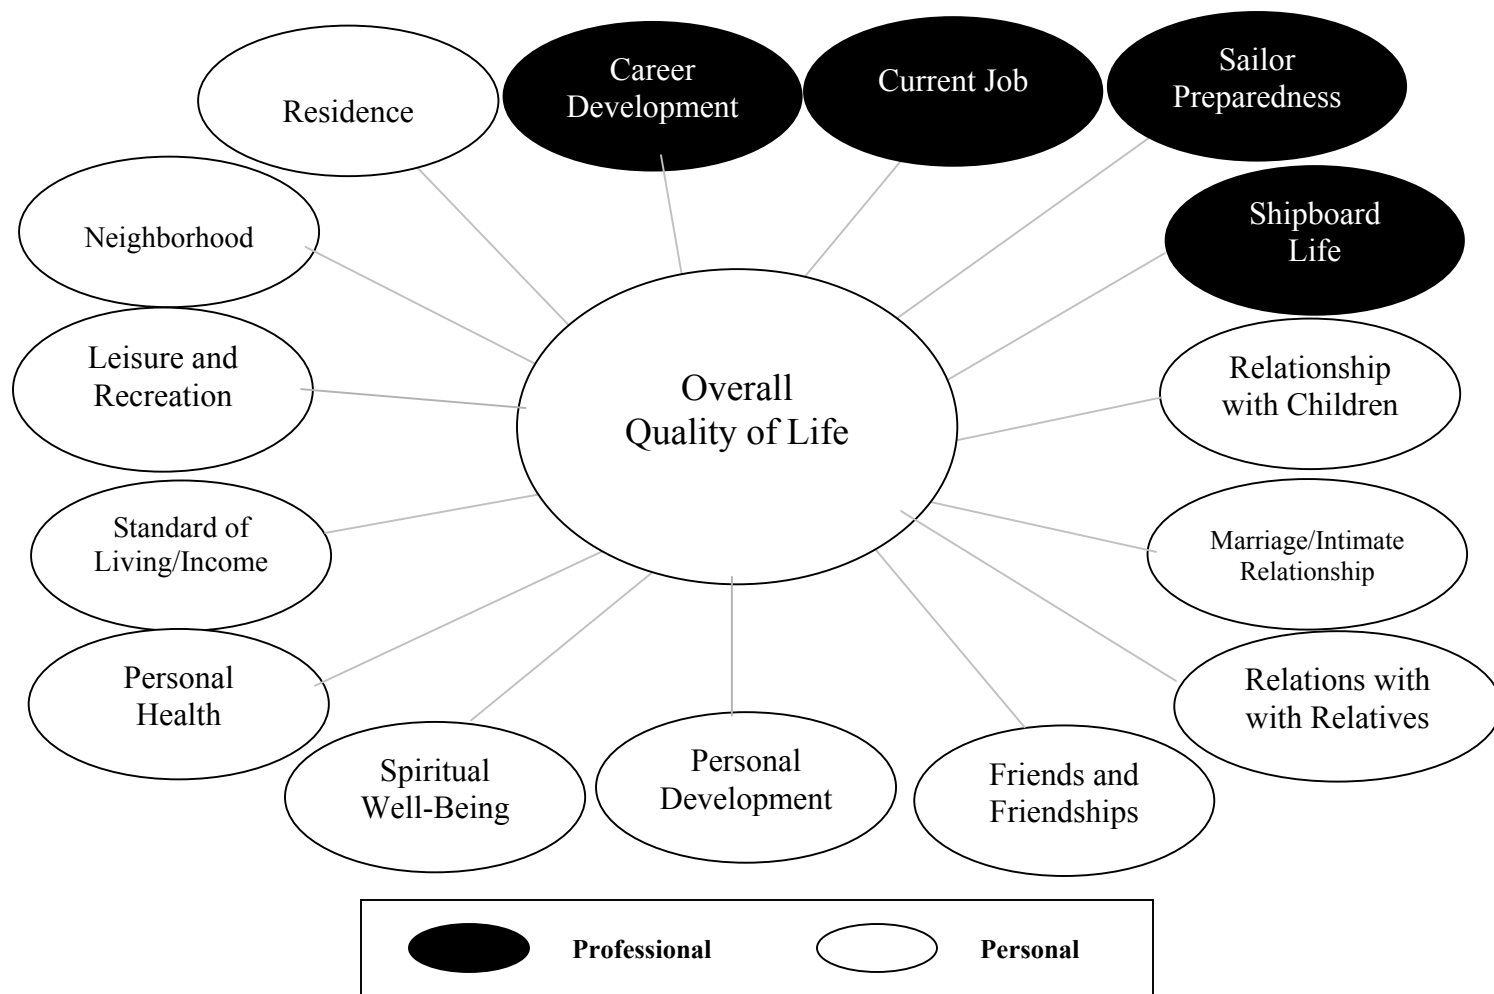 Residence
Career
Development
Current Job
Sailor
Preparedness
Neighborhood
Shipboard
Life
Leisure and
Recreation
Overall
Quality of Life
Relationship
with Children
Standard of
Living/Income
Marriage/Intimate
Relationship
Personal
Health
Relations with
with Relatives
Spiritual
Well-Being
Personal
Development
Friends and
Friendships
Professional
Personal